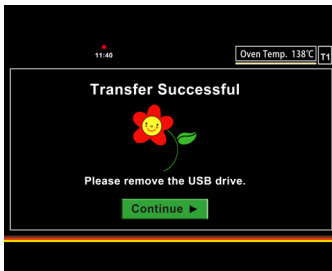 11:40
Oven Temp. 138℃
T1
Transfer Successful
Please remove the USB drive.
Continue ►